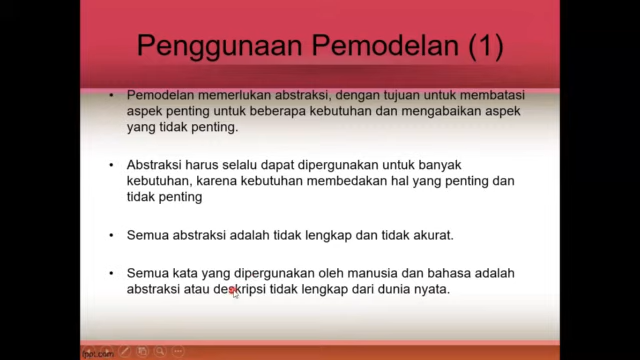 Penggunaan Pemodelan (1)
• Pemodelan memerlukan abstraksi, dengan tujuan untuk membatasi
aspek penting untuk beberapa kebutuhan dan mengabaikan aspek
yang tidak penting.
• Abstraksi harus selalu dapat dipergunakan untuk banyak
kebutuhan, karena kebutuhan membedakan hal yang penting dan
tidak penting
• Semua abstraksi adalah tidak lengkap dan tidak akurat.
• Semua kata yang dipergunakan oleh manusia dan bahasa adalah
abstraksi atau deskripsi tidak lengkap dari dunia nyata.